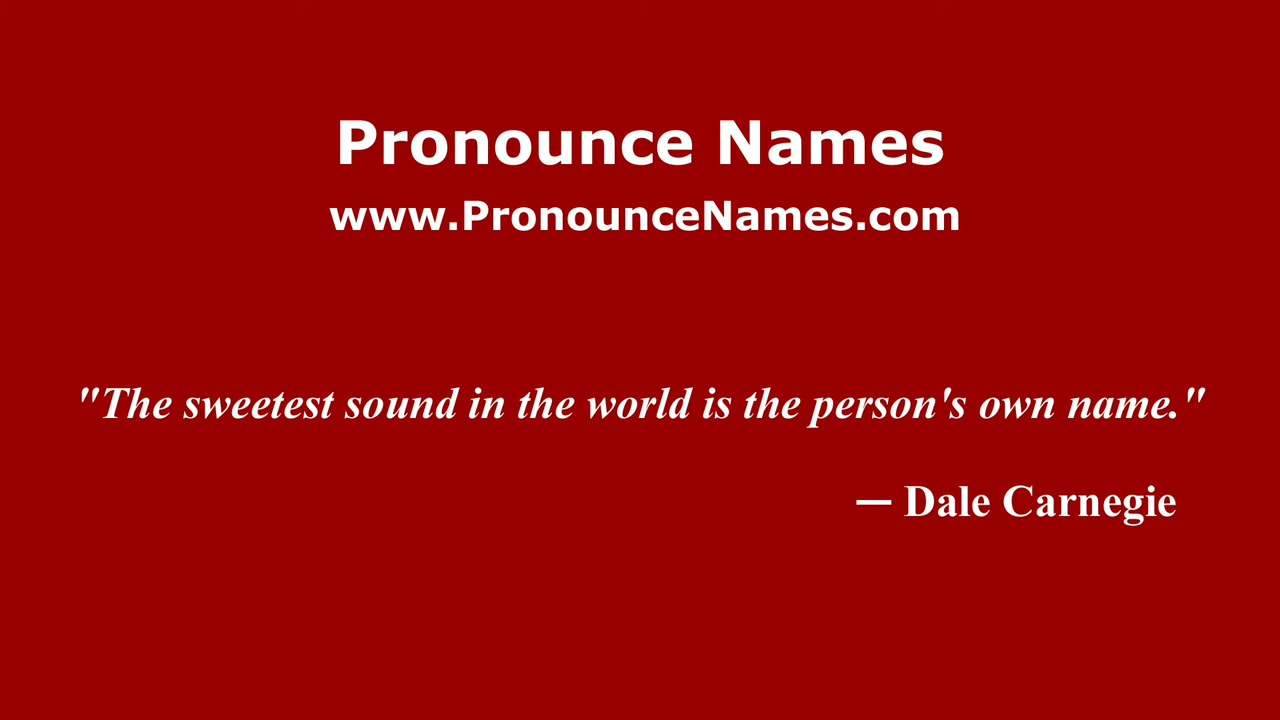 Pronounce Names
www.PronounceNames.com
"The sweetest sound in the world is the person's own name."
— Dale Carnegie